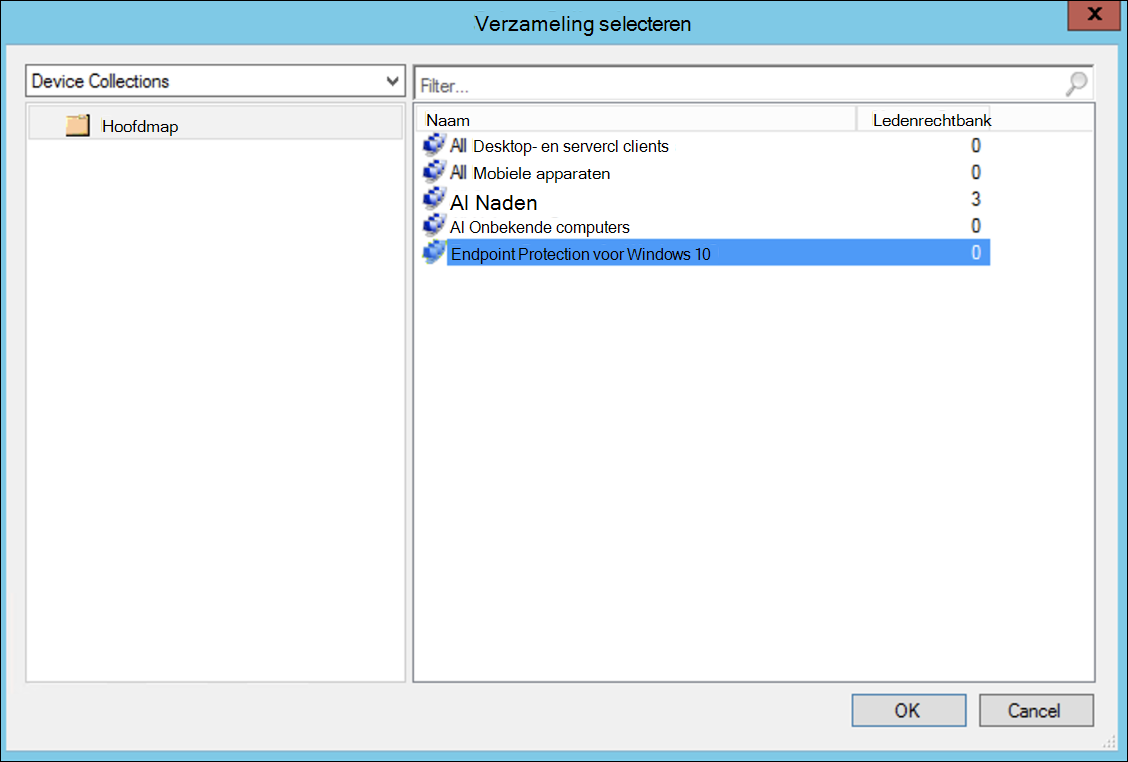 Verzameling selecteren
X
Device Collections
Filter...
Hoofdmap
Naam Ledenrechtbank
All Desktop- en servercl clients 0
All Mobiele apparaten 0
Al Naden 3
Al Onbekende computers 0
Endpoint Protection voor Windows 10 0
OK Cancel